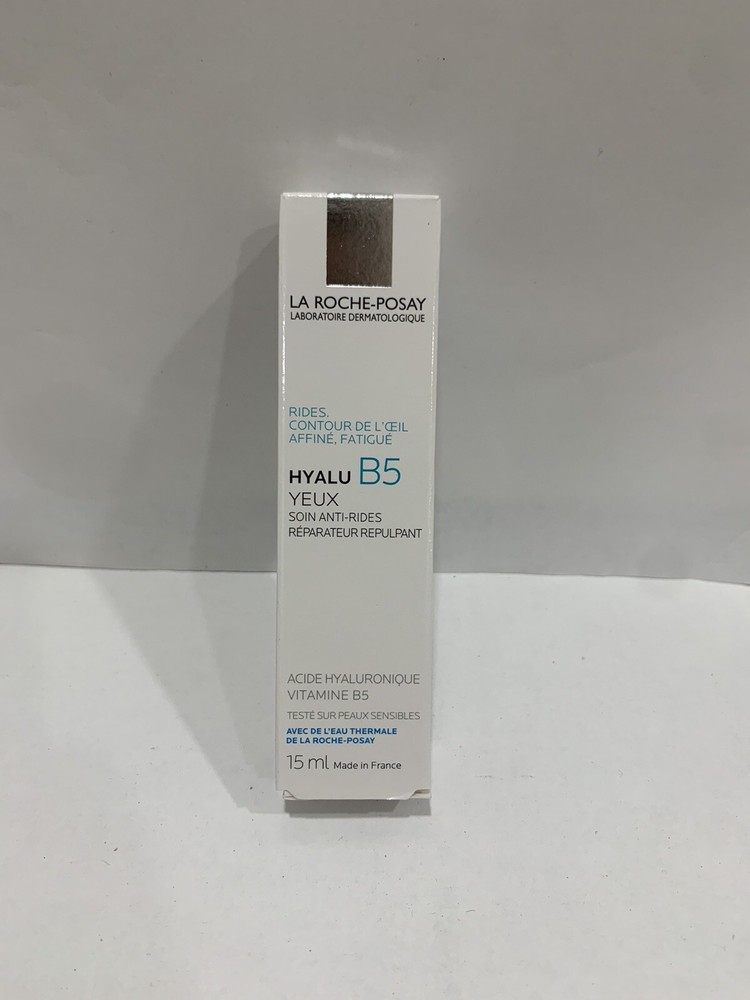 LA ROCHE-POSAY
LABORATOIRE DERMATOLOGIQUE
RIDES.
CONTOUR DE L'ŒIL
AFFINÉ, FATIGUÉ
HYALU B5
YEUX
SOIN ANTI-RIDES
RÉPARATEUR REPULPANT
ACIDE HYALURONIQUE
VITAMINE B5
TESTÉ SUR PEAUX SENSIBLES
AVEC DE L'EAU THERMALE
DE LA ROCHE-POSAY
15 ml Made in France